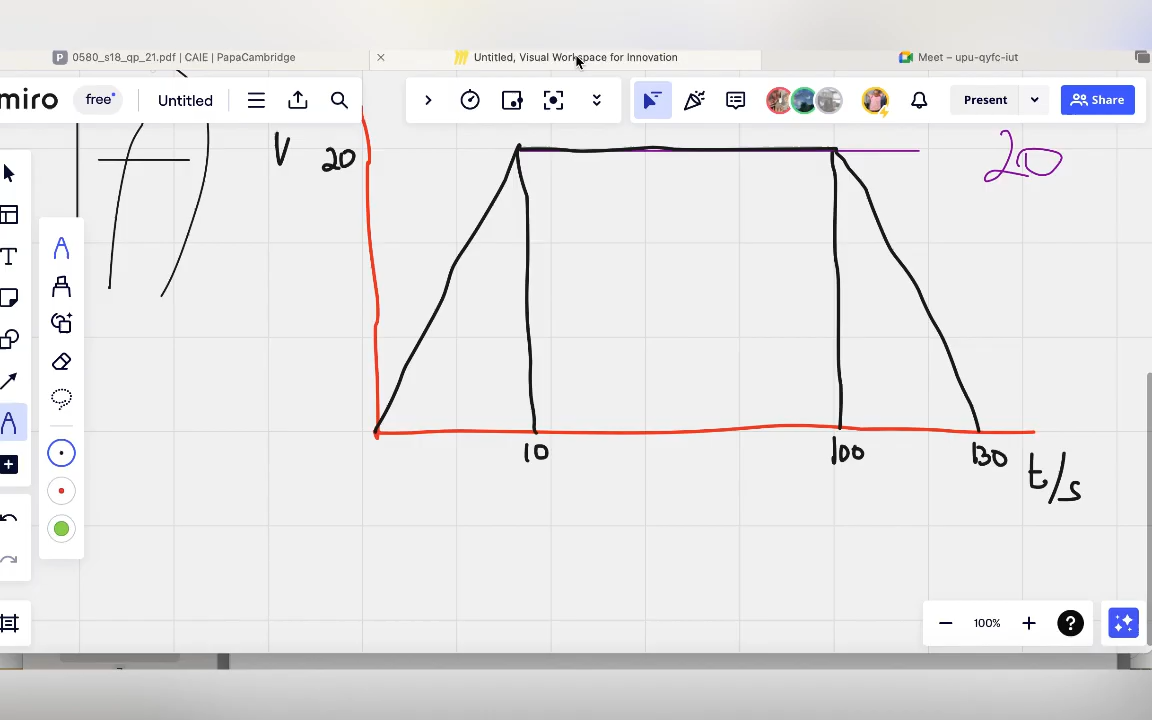 0580_s18_qp_21.pdf | CAIE | PapaCambridge
Untitled, Visual Workspace for Innovation
Meet – upu-qyfc-iut
miro
free
Untitled
Present
Share
V 20
20
10
100
130
t/s
100%